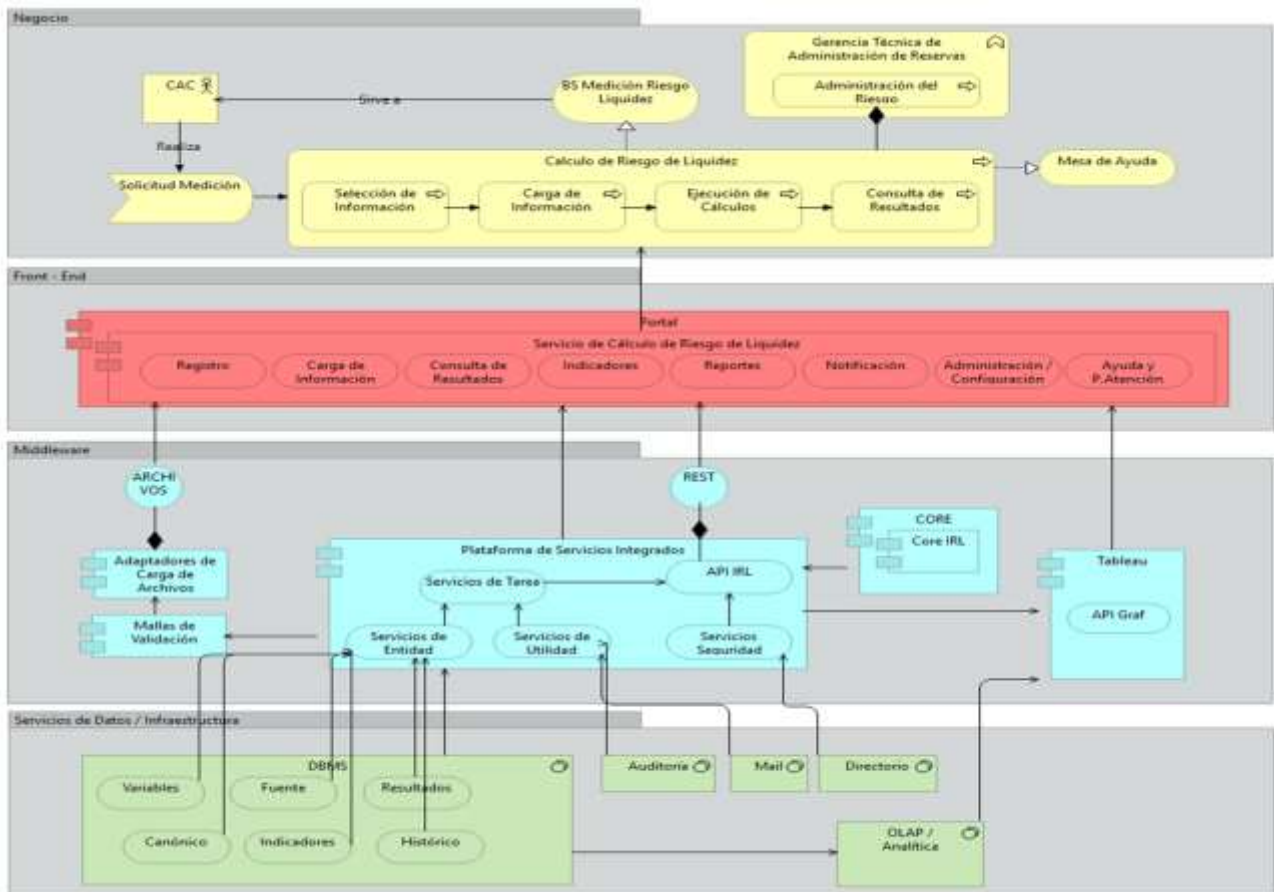 Negocio
Gerencia Técnica de
Administración de Reservas
Administración del
Riesgo
CAC
Sirve a
BS Medición Riesgo
Liquidez
Realiza
Solicitud Medición
Calculo de Riesgo de Liquidez
Mesa de Ayuda
Selección de
Información
Carga de
Información
Ejecución de
Cálculos
Consulta de
Resultados
Front - End
Portal
Servicio de Cálculo de Riesgo de Liquidez
Registro
Carga de
Información
Consulta de
Resultados
Indicadores
Reportes
Notificación
Administración /
Configuración
Ayuda y
P.Atención
Middleware
ARCHI
VOS
REST
CORE
Core IRL
Adaptadores de
Carga de
Archivos
Plataforma de Servicios Integrados
Servicios de Tarea
API IRL
Tableau
API Graf
Mallas de
Validación
Servicios de
Entidad
Servicios de
Utilidad
Servicios
Seguridad
Servicios de Datos / Infraestructura
DBMS
Variables
Fuente
Resultados
Canónico
Indicadores
Histórico
Auditoría
Mail
Directorio
OLAP /
Analítica